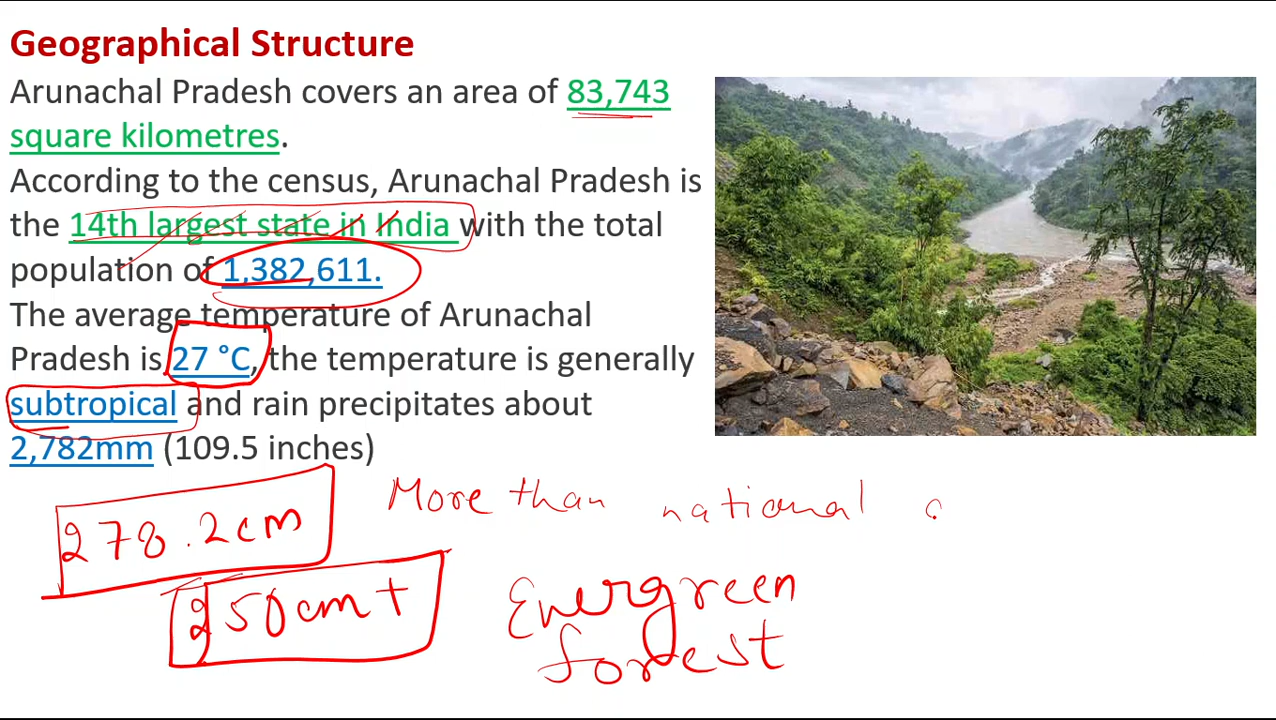 Geographical Structure
Arunachal Pradesh covers an area of 83,743
square kilometres.
According to the census, Arunachal Pradesh is
the 14th largest state in India with the total
population of 1,382,611.
The average temperature of Arunachal
Pradesh is 27 °C, the temperature is generally
subtropical and rain precipitates about
2,782mm (109.5 inches)
278.2cm
More than national a
250cm+
Evergreen
forest